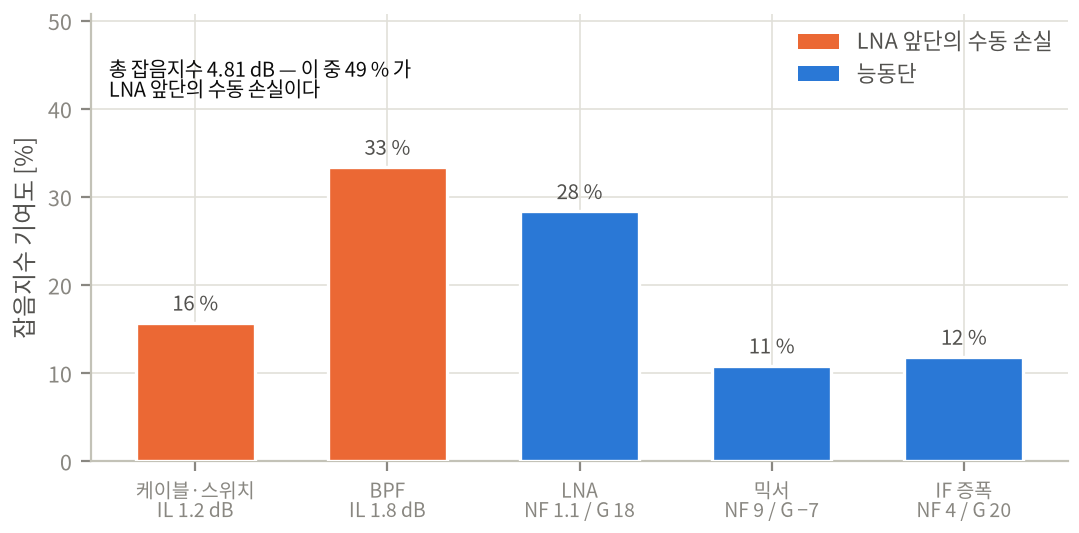 50
40
30
20
10
0
잡음지수 기여도 [%]
총 잡음지수 4.81 dB — 이 중 49 % 가
LNA 앞단의 수동 손실이다
LNA 앞단의 수동 손실
능동단
16 %
33 %
28 %
11 %
12 %
케이블·스위치
IL 1.2 dB
BPF
IL 1.8 dB
LNA
NF 1.1 / G 18
믹서
NF 9 / G −7
IF 증폭
NF 4 / G 20